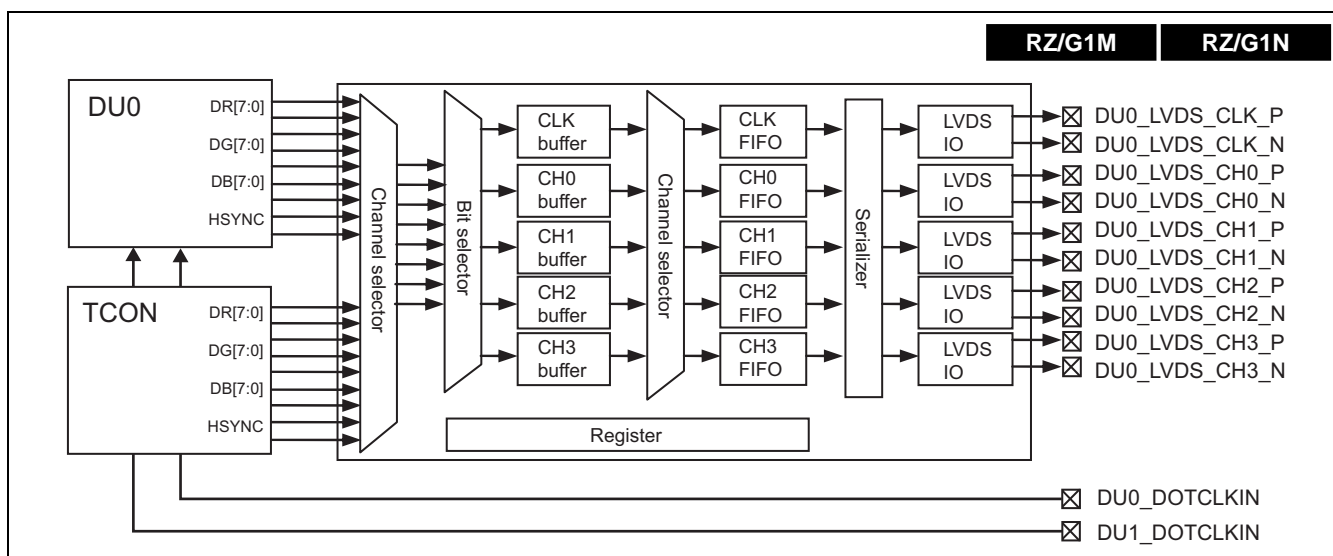 RZ/G1M RZ/G1N
DU0
DR[7:0]
DG[7:0]
DB[7:0]
HSYNC
TCON
DR[7:0]
DG[7:0]
DB[7:0]
HSYNC
Channel selector
Bit selector
CLK
buffer
CH0
buffer
CH1
buffer
CH2
buffer
CH3
buffer
Channel selector
CLK
FIFO
CH0
FIFO
CH1
FIFO
CH2
FIFO
CH3
FIFO
Serializer
LVDS
IO
LVDS
IO
LVDS
IO
LVDS
IO
LVDS
IO
Register
DU0_LVDS_CLK_P
DU0_LVDS_CLK_N
DU0_LVDS_CH0_P
DU0_LVDS_CH0_N
DU0_LVDS_CH1_P
DU0_LVDS_CH1_N
DU0_LVDS_CH2_P
DU0_LVDS_CH2_N
DU0_LVDS_CH3_P
DU0_LVDS_CH3_N
DU0_DOTCLKIN
DU1_DOTCLKIN